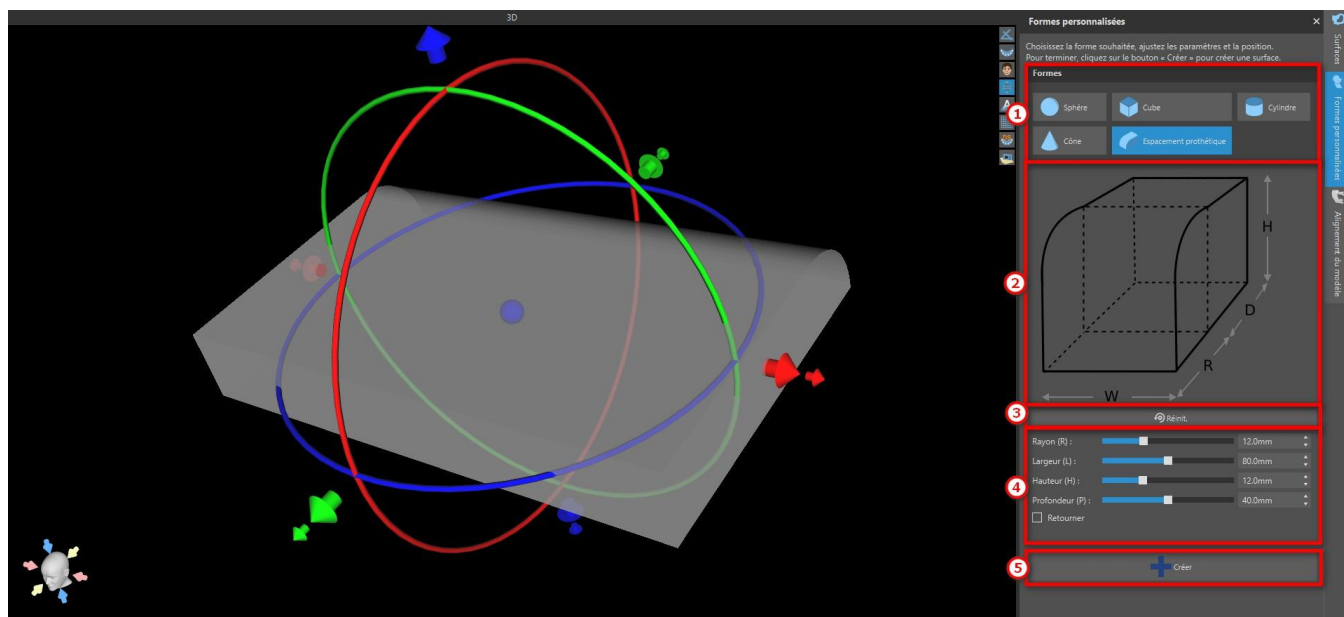 3D
Formes personnalisées
Choisissez la forme souhaitée, ajustez les paramètres et la position.
Pour terminer, cliquez sur le bouton « Créer » pour créer une surface.
Formes
1
Sphère
Cube
Cylindre
Cône
Espacement prothétique
2
H
D
R
W
3
Réinit.
4
Rayon (R) : 12.0mm
Largeur (L) : 80.0mm
Hauteur (H) : 12.0mm
Profondeur (P) : 40.0mm
Retourner
5
Créer
Surfaces
Formes personnalisées
Alignement du modèle
A